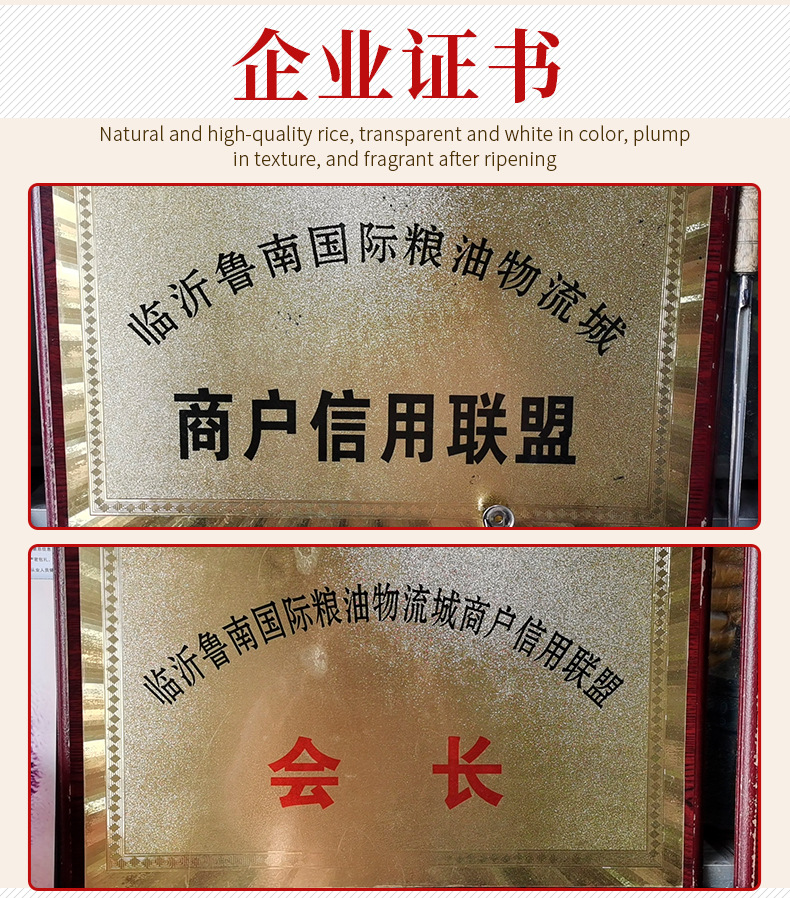 企业证书
Natural and high-quality rice, transparent and white in color, plump
in texture, and fragrant after ripening
临沂鲁南国际粮油物流城
商户信用联盟
临沂鲁南国际粮油物流城商户信用联盟
会长